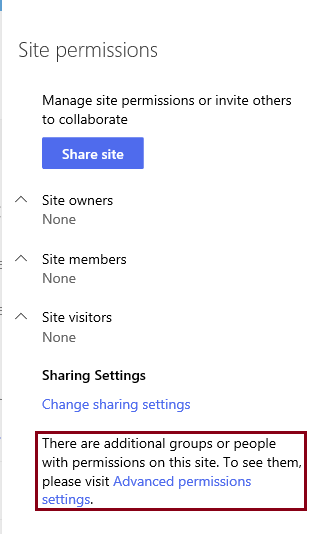 Site permissions
Manage site permissions or invite others
to collaborate
Share site
Site owners
None
Site members
None
Site visitors
None
Sharing Settings
Change sharing settings
There are additional groups or people
with permissions on this site. To see them,
please visit Advanced permissions
settings.